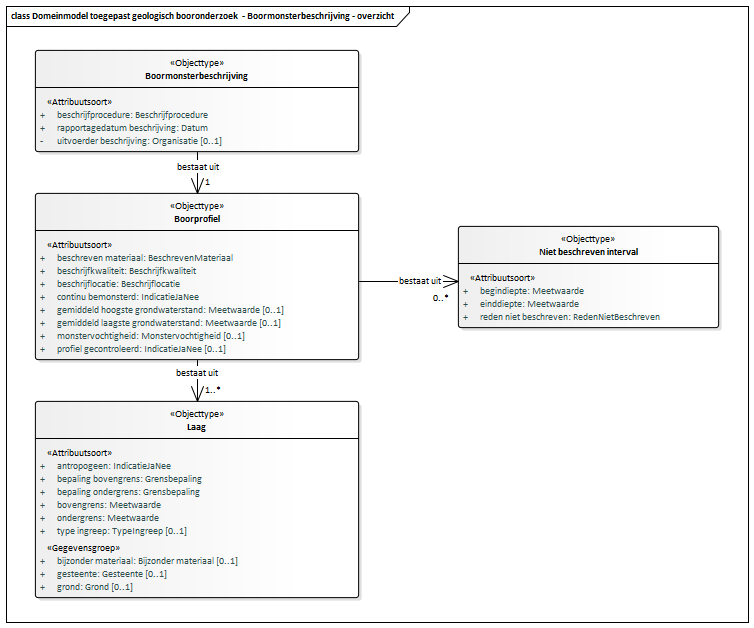 class Domeinmodel toegepast geologisch booronderzoek - Boormonsterbeschrijving - overzicht
«Objecttype»
Boormonsterbeschrijving
«Attribuutsoort»
+ beschrijfprocedure: Beschrijfprocedure
+ rapportagedatum beschrijving: Datum
- uitvoerder beschrijving: Organisatie [0..1]
bestaat uit
1
«Objecttype»
Boorprofiel
«Attribuutsoort»
+ beschreven materiaal: BeschrevenMateriaal
+ beschrijfkwaliteit: Beschrijfkwaliteit
+ beschrijflocatie: Beschrijflocatie
+ continu bemonsterd: IndicatieJaNee
+ gemiddeld hoogste grondwaterstand: Meetwaarde [0..1]
+ gemiddeld laagste grondwaterstand: Meetwaarde [0..1]
+ monstervochtigheid: Monstervochtigheid [0..1]
+ profiel gecontroleerd: IndicatieJaNee [0..1]
bestaat uit
0..*
«Objecttype»
Niet beschreven interval
«Attribuutsoort»
+ begindiepte: Meetwaarde
+ einddiepte: Meetwaarde
+ reden niet beschreven: RedenNietBeschreven
bestaat uit
1..*
«Objecttype»
Laag
«Attribuutsoort»
+ antropogeen: IndicatieJaNee
+ bepaling bovengrens: Grensbepaling
+ bepaling ondergrens: Grensbepaling
+ bovengrens: Meetwaarde
+ ondergrens: Meetwaarde
+ type ingreep: TypeIngreep [0..1]
«Gegevensgroep»
+ bijzonder materiaal: Bijzonder materiaal [0..1]
+ gesteente: Gesteente [0..1]
+ grond: Grond [0..1]